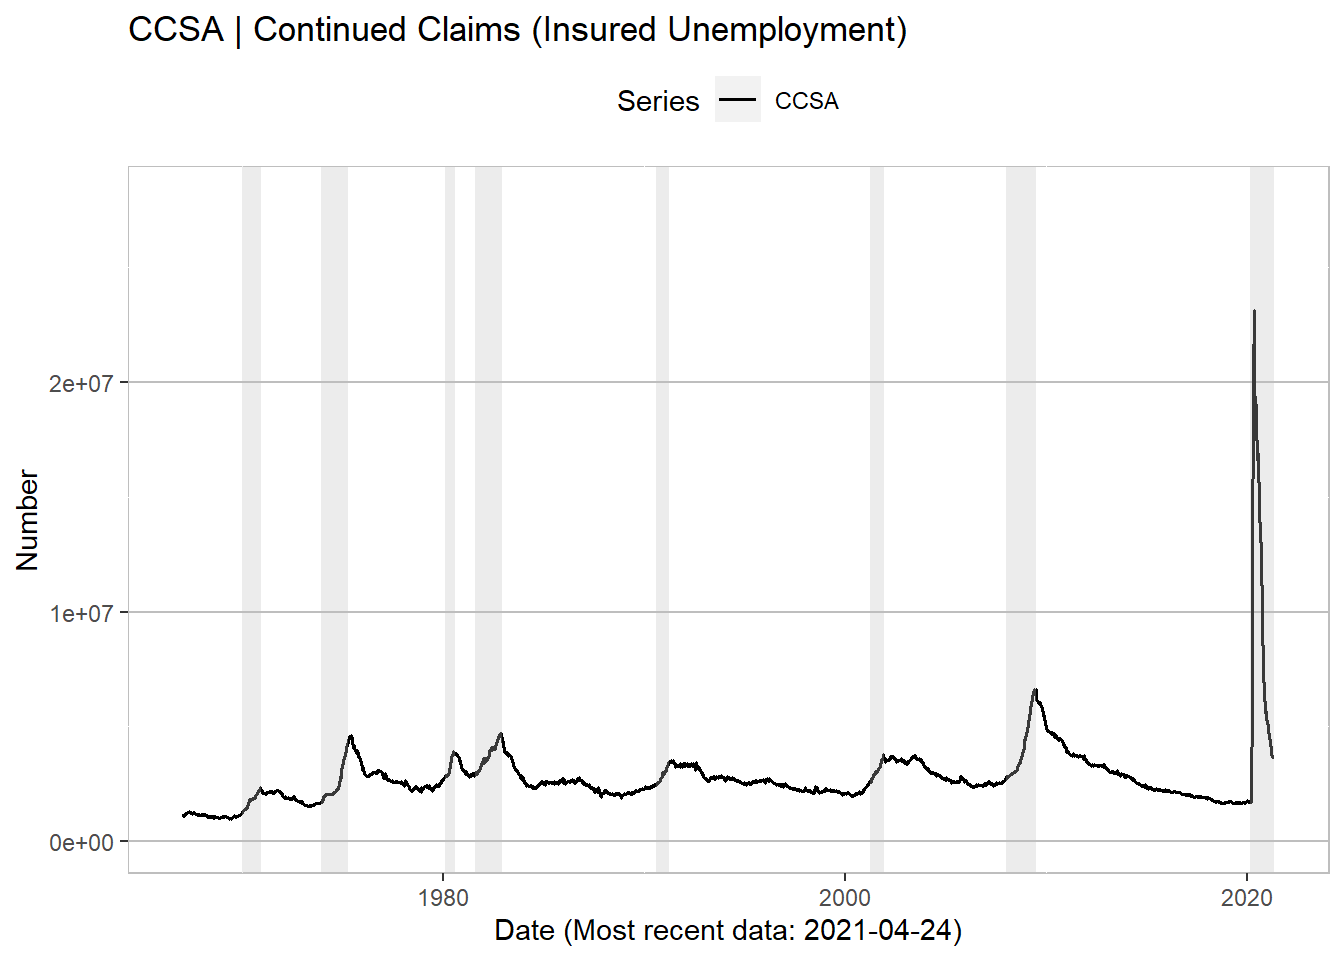 CCSA | Continued Claims (Insured Unemployment)
Series CCSA
Number
2e+07
1e+07
0e+00
1980 2000 2020
Date (Most recent data: 2021-04-24)